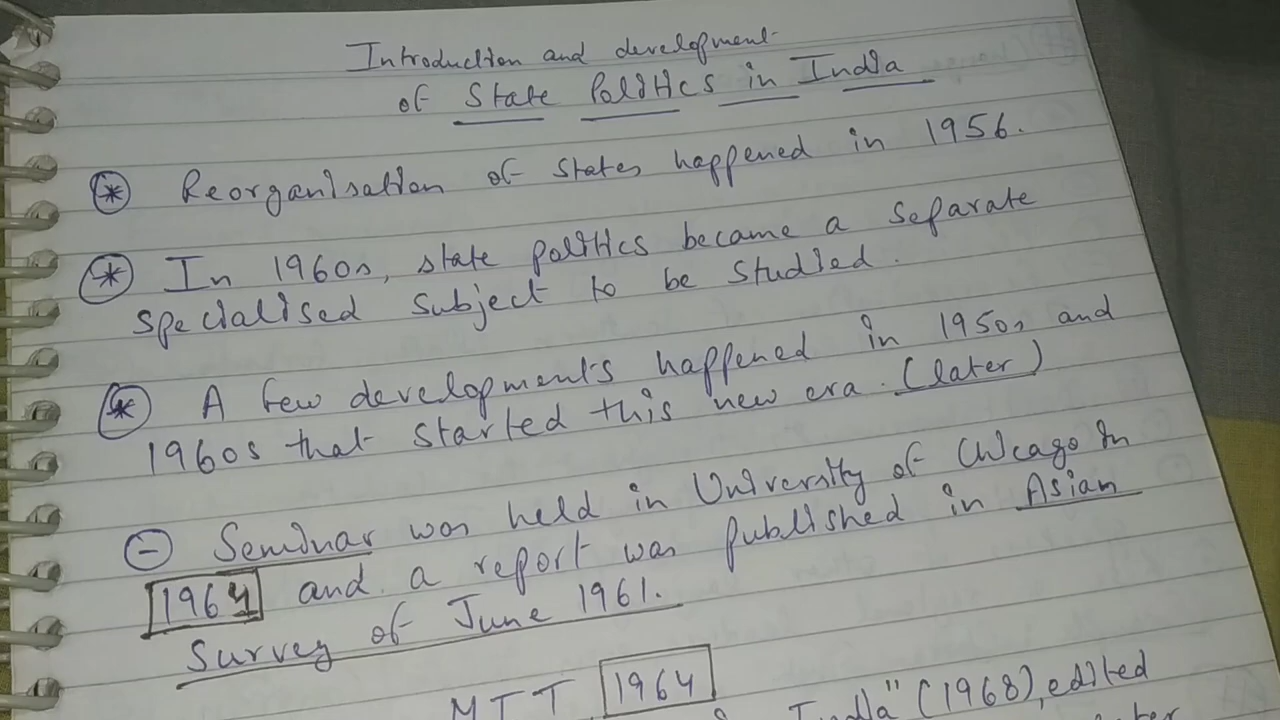 Introduction and development
of State Politics in India
* Reorganisation of states happened in 1956.
* In 1960s, state politics became a separate
specialised subject to be studied.
* A few developments happened in 1950s and
1960s that started this new era. (later)
- Seminar was held in University of Chicago in
1964 and a report was published in Asian
Survey of June 1961.
MIT 1964
India" (1968), edited